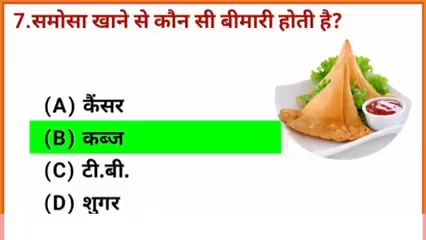 7.समोसा खाने से कौन सी बीमारी होती है?
(A) कैंसर
(B) कब्ज
(C) टी.बी.
(D) शुगर